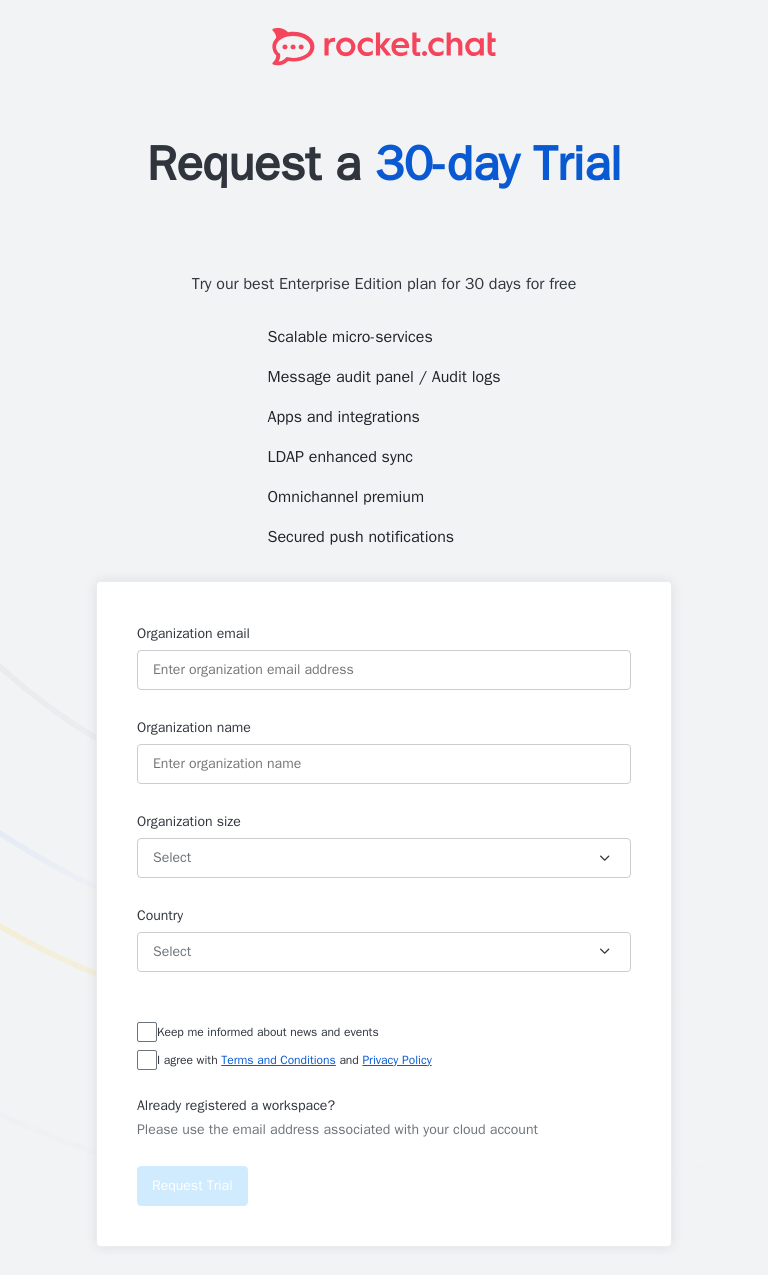 rocket.chat
Request a 30-day Trial
Try our best Enterprise Edition plan for 30 days for free
Scalable micro-services
Message audit panel / Audit logs
Apps and integrations
LDAP enhanced sync
Omnichannel premium
Secured push notifications
Organization email
Enter organization email address
Organization name
Enter organization name
Organization size
Select
Country
Select
Keep me informed about news and events
I agree with Terms and Conditions and Privacy Policy
Already registered a workspace?
Please use the email address associated with your cloud account
Request Trial